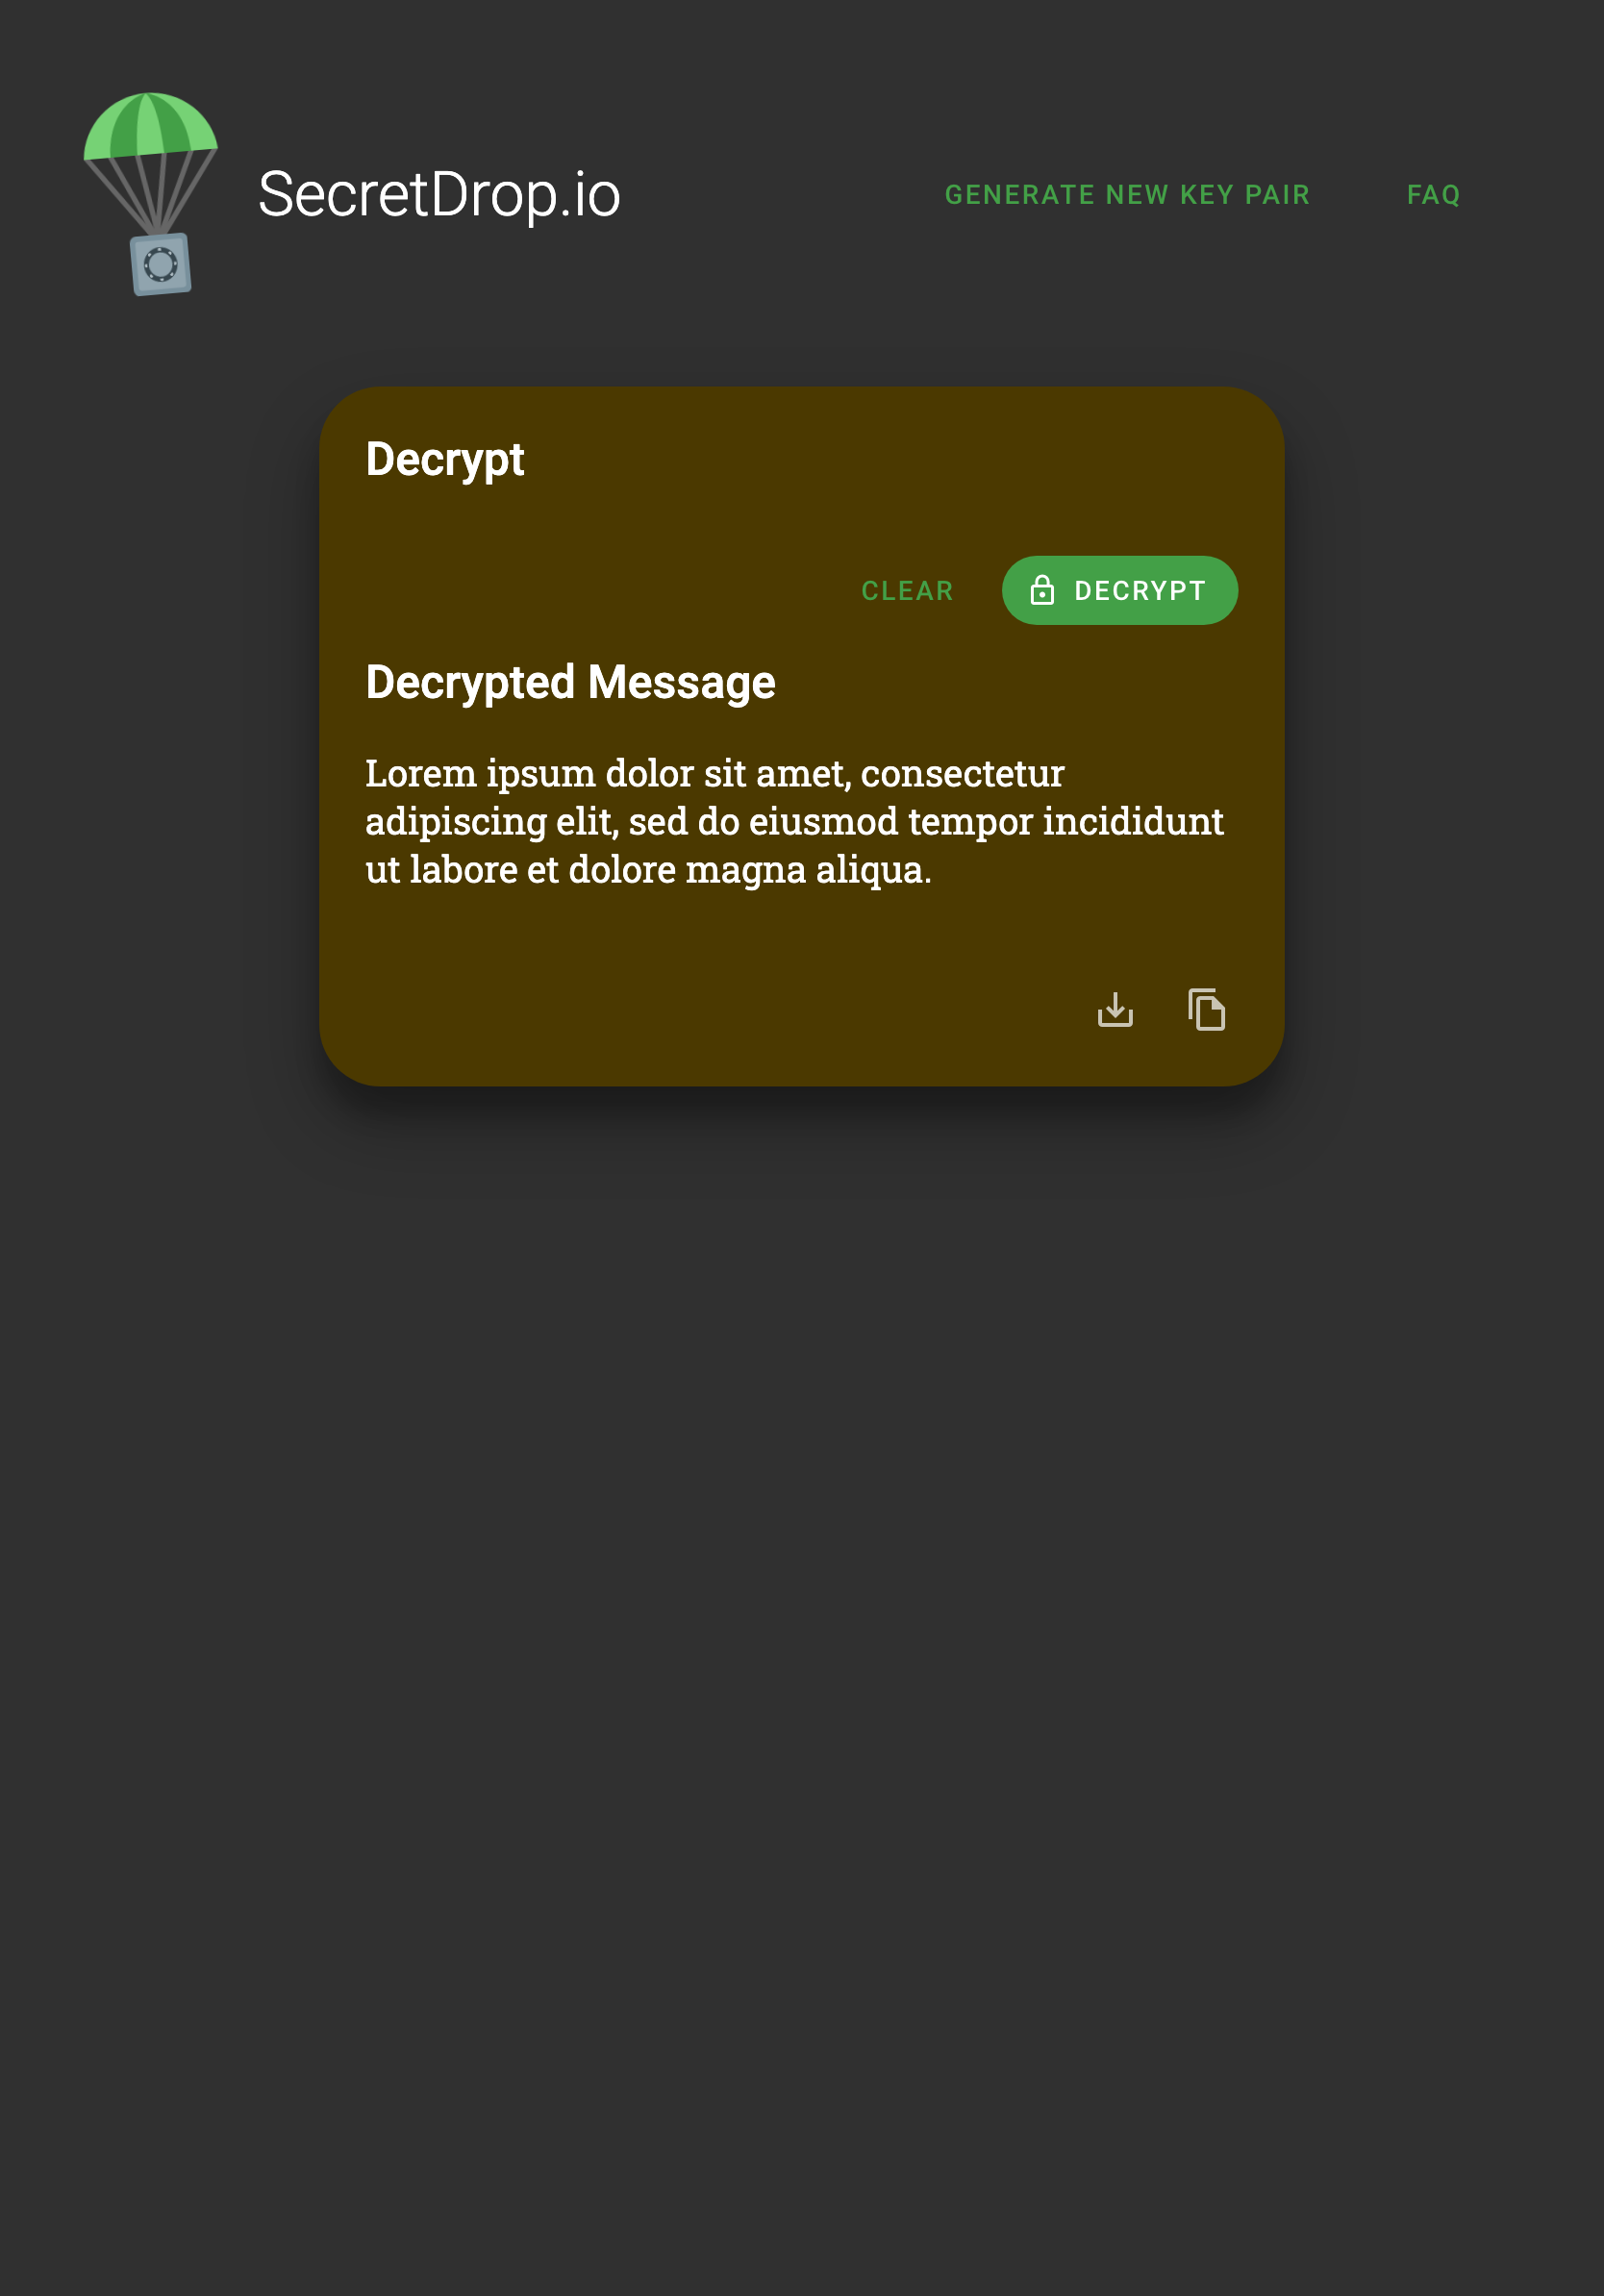 SecretDrop.io
GENERATE NEW KEY PAIR
FAQ
Decrypt
CLEAR
DECRYPT
Decrypted Message
Lorem ipsum dolor sit amet, consectetur
adipiscing elit, sed do eiusmod tempor incididunt
ut labore et dolore magna aliqua.